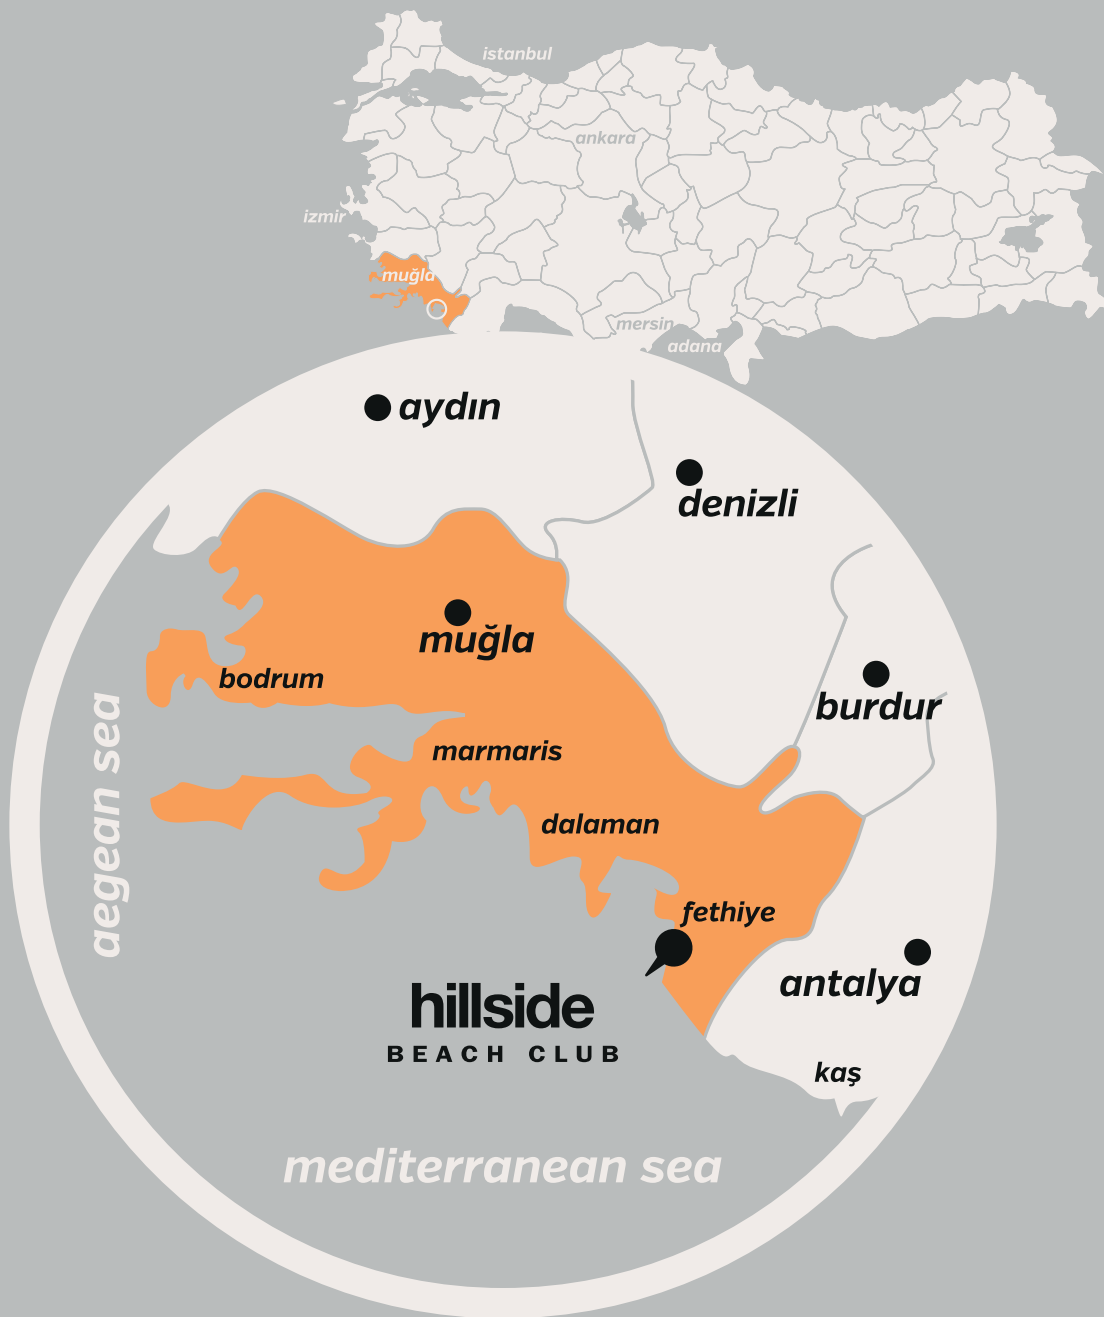 istanbul
ankara
izmir
muğla
mersin
adana
aydın
denizli
muğla
bodrum
burdur
marmaris
aegean sea
dalaman
fethiye
antalya
hillside
BEACH CLUB
kaş
mediterranean sea